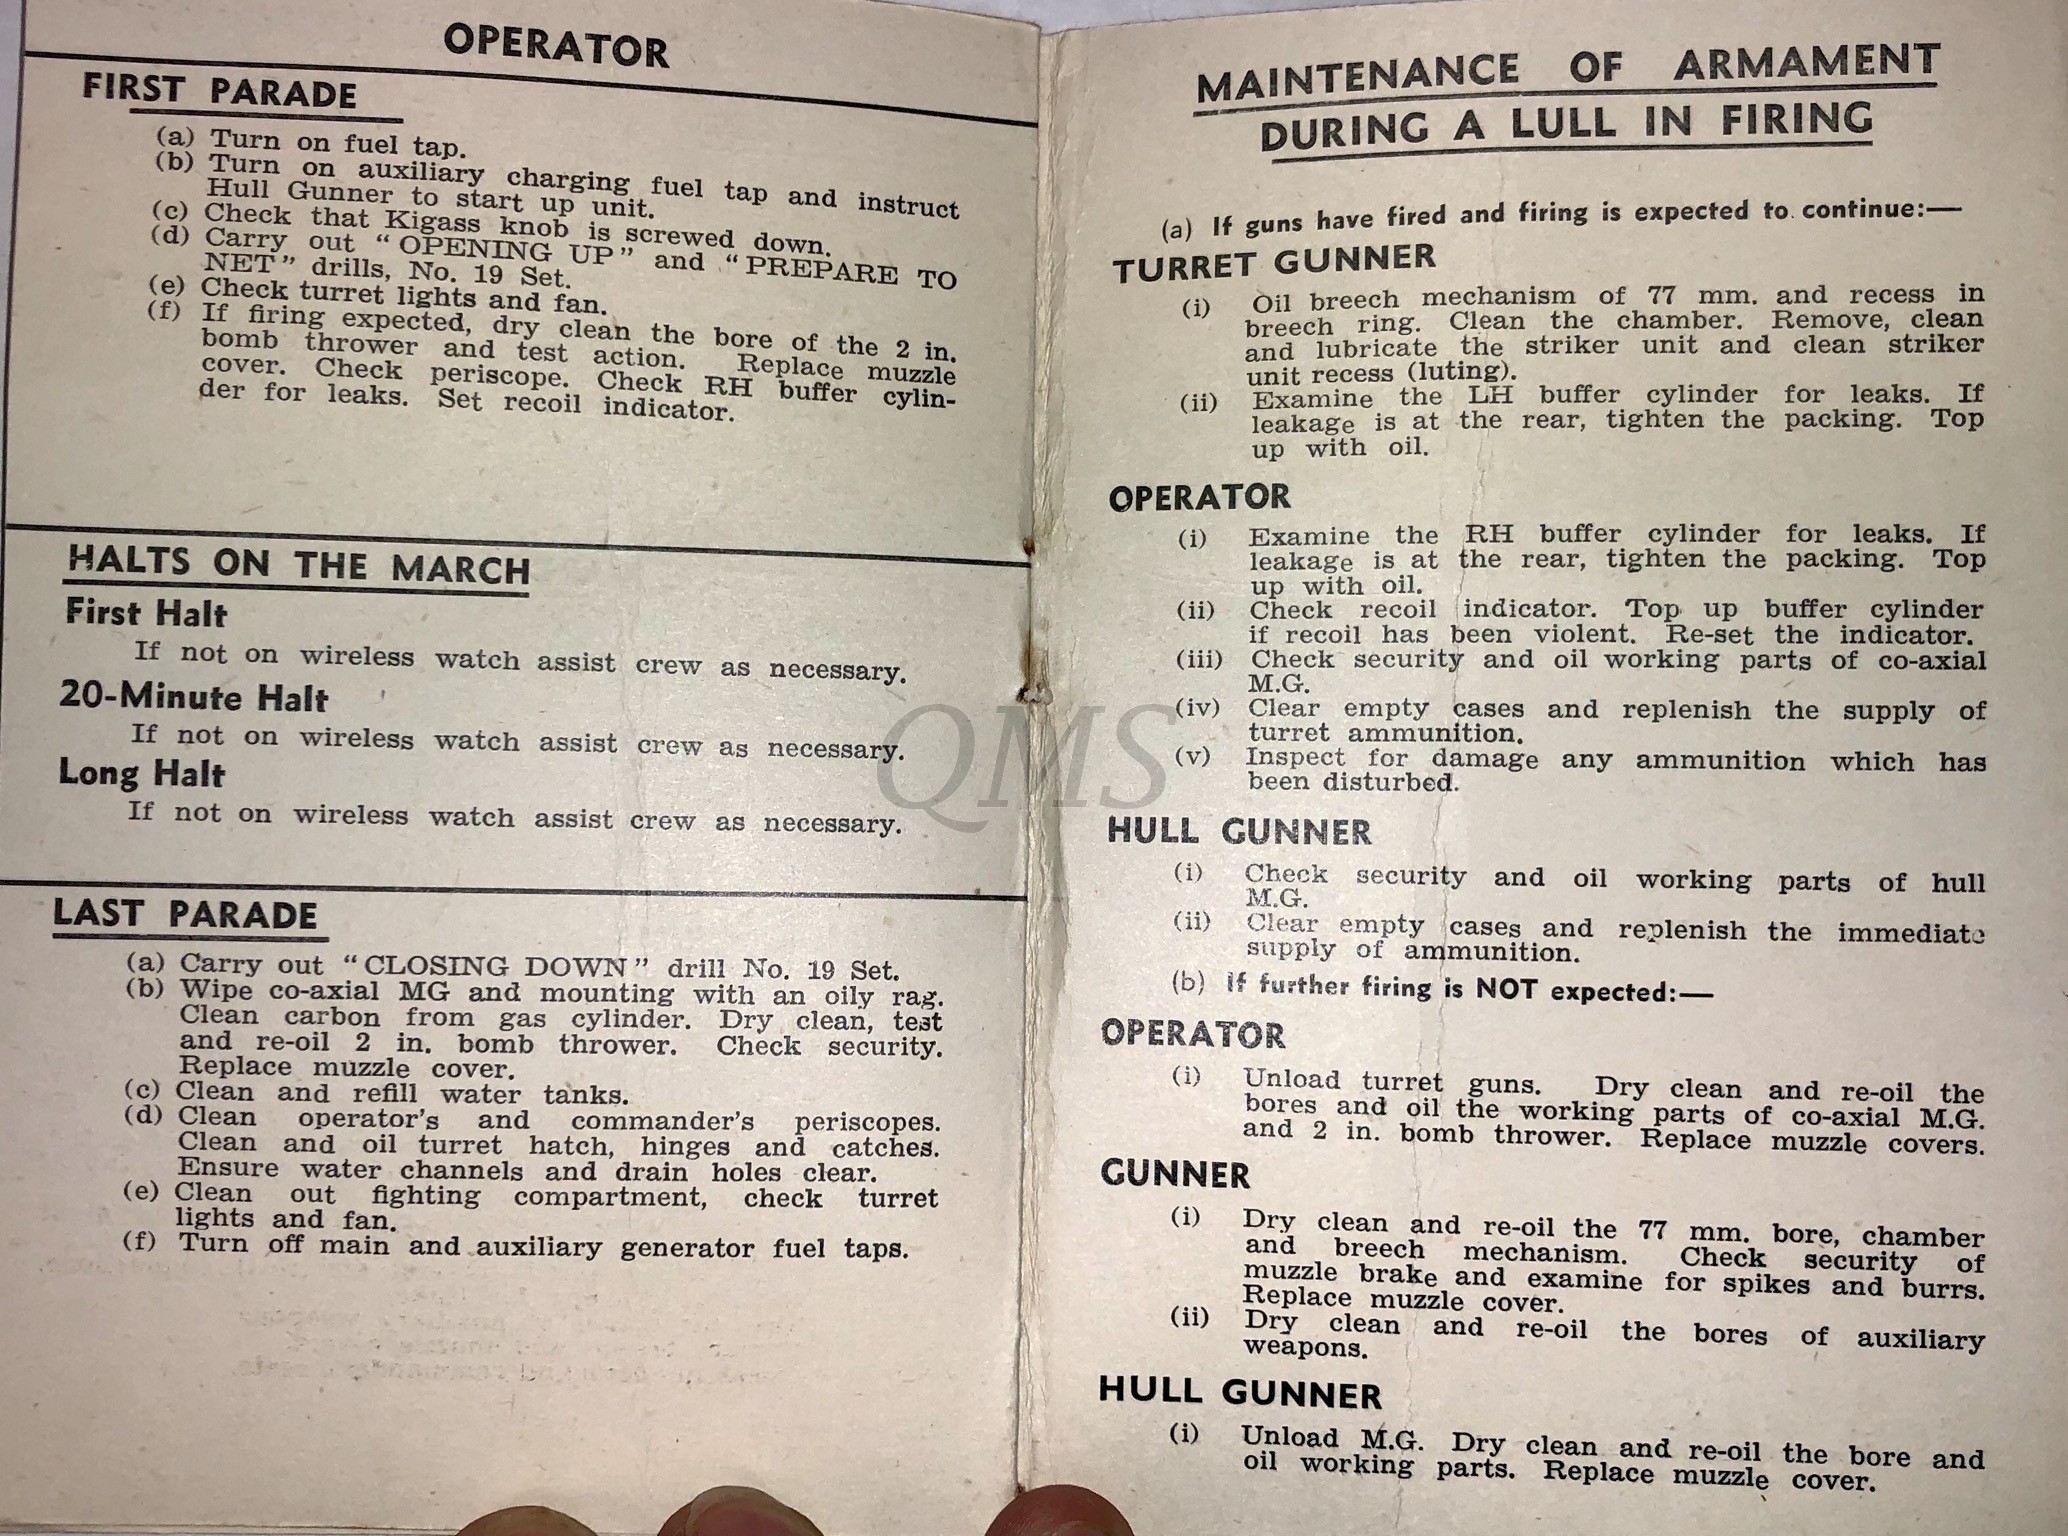 OPERATOR
FIRST PARADE
(a) Turn on fuel tap.
(b) Turn on auxiliary charging fuel tap and instruct
Hull Gunner to start up unit.
(c) Check that Kigass knob is screwed down.
(d) Carry out "OPENING UP" and "PREPARE TO
NET" drills, No. 19 Set.
(e) Check turret lights and fan.
(f) If firing expected, dry clean the bore of the 2 in.
bomb thrower and test action. Replace muzzle
cover. Check periscope. Check RH buffer cylin-
der for leaks. Set recoil indicator.
HALTS ON THE MARCH
First Halt
If not on wireless watch assist crew as necessary.
20-Minute Halt
If not on wireless watch assist crew as necessary.
Long Halt
If not on wireless watch assist crew as necessary.
LAST PARADE
(a) Carry out "CLOSING DOWN" drill No. 19 Set.
(b) Wipe co-axial MG and mounting with an oily rag.
Clean carbon from gas cylinder. Dry clean, test
and re-oil 2 in. bomb thrower. Check security.
Replace muzzle cover.
(c) Clean and refill water tanks.
(d) Clean operator's and commander's periscopes.
Clean and oil turret hatch, hinges and catches.
Ensure water channels and drain holes clear.
(e) Clean out fighting compartment, check turret
lights and fan.
(f) Turn off main and auxiliary generator fuel taps.
MAINTENANCE OF ARMAMENT
DURING A LULL IN FIRING
(a) If guns have fired and firing is expected to continue:—
TURRET GUNNER
(i) Oil breech mechanism of 77 mm. and recess in
breech ring. Clean the chamber. Remove, clean
and lubricate the striker unit and clean striker
unit recess (luting).
(ii) Examine the LH buffer cylinder for leaks. If
leakage is at the rear, tighten the packing. Top
up with oil.
OPERATOR
(i) Examine the RH buffer cylinder for leaks. If
leakage is at the rear, tighten the packing. Top
up with oil.
(ii) Check recoil indicator. Top up buffer cylinder
if recoil has been violent. Re-set the indicator.
(iii) Check security and oil working parts of co-axial
M.G.
(iv) Clear empty cases and replenish the supply of
turret ammunition.
(v) Inspect for damage any ammunition which has
been disturbed.
QMS
HULL GUNNER
(i) Check security and oil working parts of hull
M.G.
(ii) Clear empty cases and replenish the immediate
supply of ammunition.
(b) If further firing is NOT expected:—
OPERATOR
(i) Unload turret guns. Dry clean and re-oil the
bores and oil the working parts of co-axial M.G.
and 2 in. bomb thrower. Replace muzzle covers.
GUNNER
(i) Dry clean and re-oil the 77 mm. bore, chamber
and breech mechanism. Check security of
muzzle brake and examine for spikes and burrs.
Replace muzzle cover.
(ii) Dry clean and re-oil the bores of auxiliary
weapons.
HULL GUNNER
(i) Unload M.G. Dry clean and re-oil the bore and
oil working parts. Replace muzzle cover.